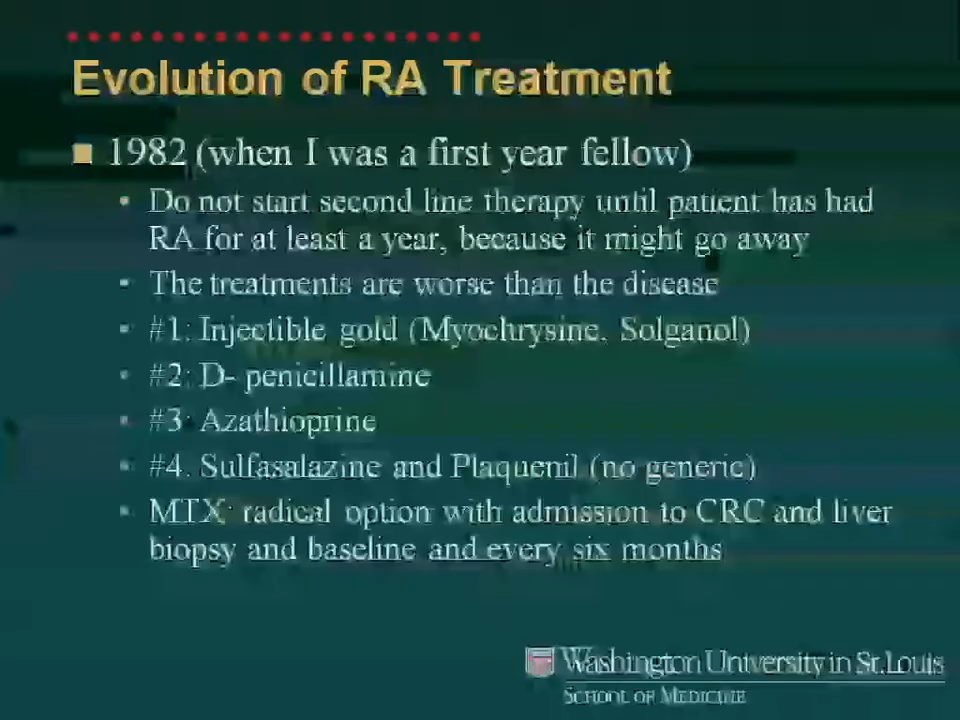 Evolution of RA Treatment
1982 (when I was a first year fellow)
Do not start second line therapy until patient has had
RA for at least a year, because it might go away
The treatments are worse than the disease
#1: Injectible gold (Myochrysine, Solganol)
#2: D- penicillamine
#3: Azathioprine
#4: Sulfasalazine and Plaquenil (no generic)
MTX: radical option with admission to CRC and liver
biopsy and baseline and every six months
Washington University in St. Louis
SCHOOL OF MEDICINE